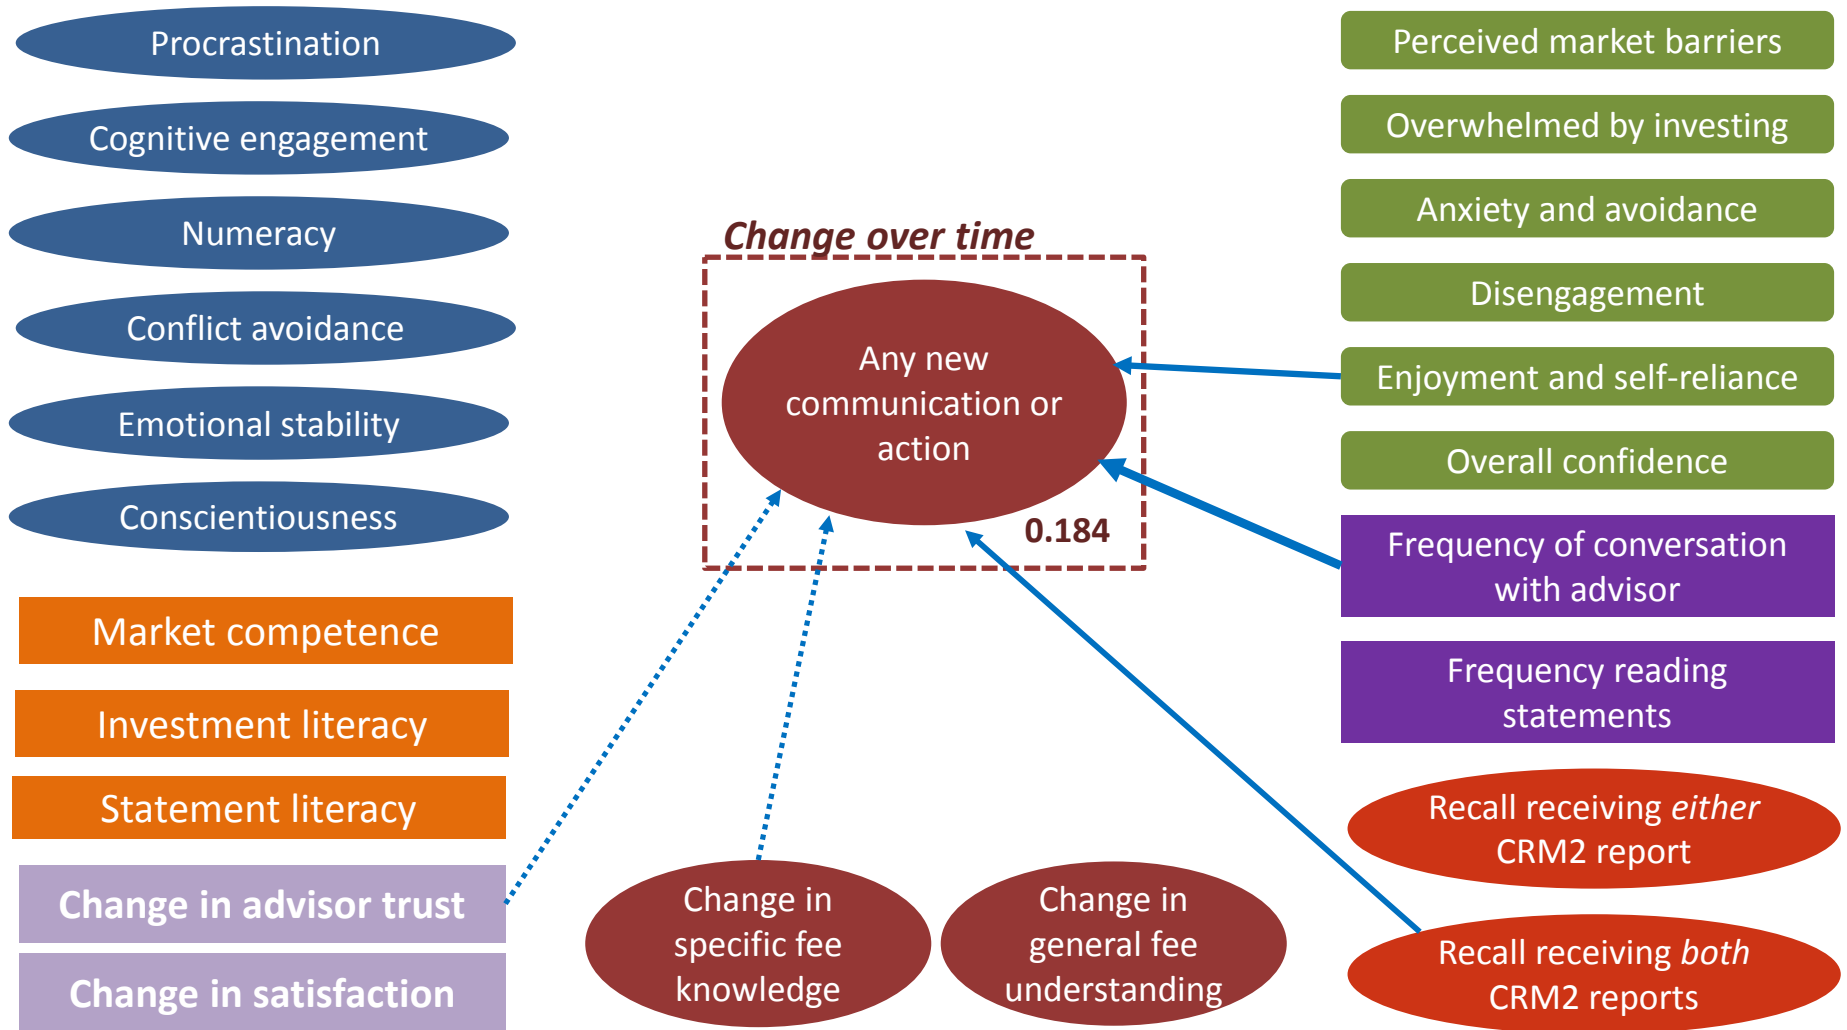 Procrastination
Cognitive engagement
Numeracy
Conflict avoidance
Emotional stability
Conscientiousness
Market competence
Investment literacy
Statement literacy
Change in advisor trust
Change in satisfaction
Change over time
Any new
communication or
action
0.184
Change in
specific fee
knowledge
Change in
general fee
understanding
Perceived market barriers
Overwhelmed by investing
Anxiety and avoidance
Disengagement
Enjoyment and self-reliance
Overall confidence
Frequency of conversation
with advisor
Frequency reading
statements
Recall receiving either
CRM2 report
Recall receiving both
CRM2 reports